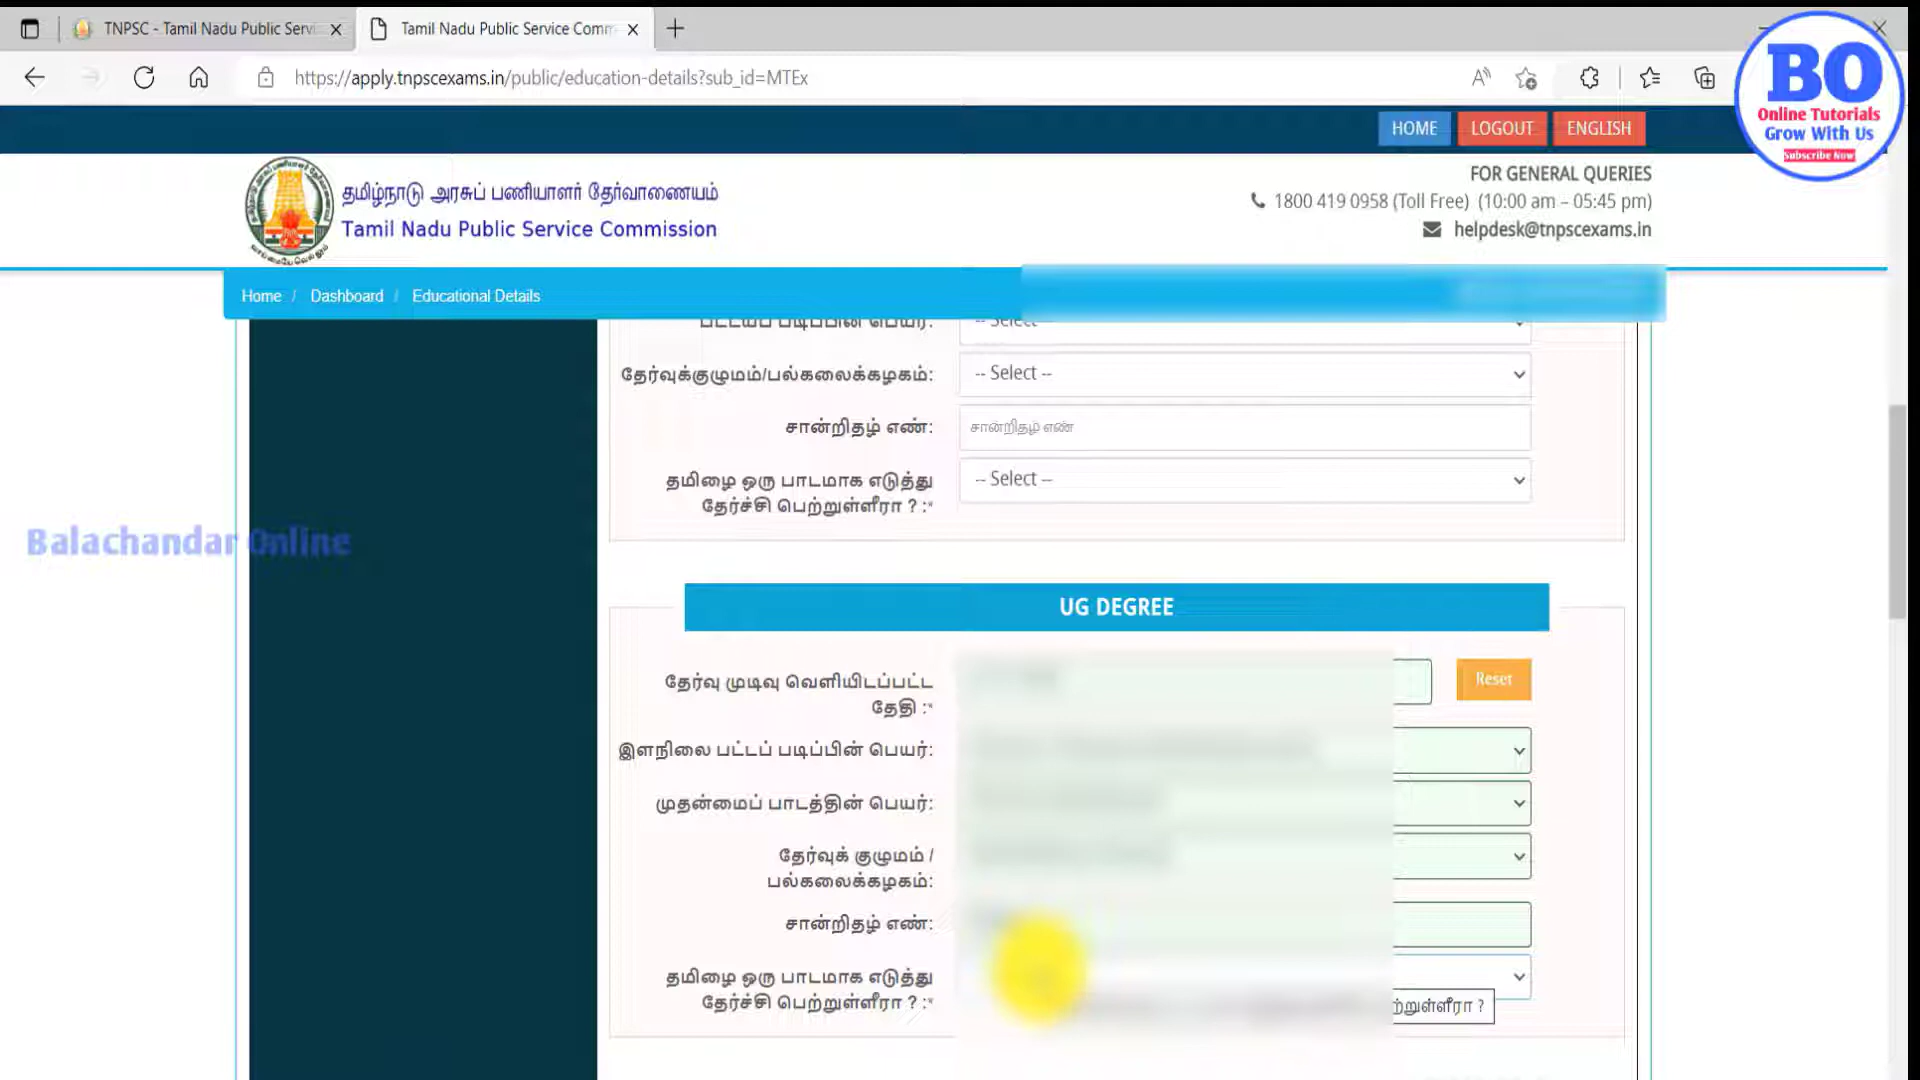 TNPSC - Tamil Nadu Public Servi
Tamil Nadu Public Service Comm
https://apply.tnpscexams.in/public/education-details?sub_id=MTEx
BO
Online Tutorials
Grow With Us
Subscribe Now
HOME
LOGOUT
ENGLISH
தமிழ்நாடு அரசுப் பணியாளர் தேர்வாணையம்
Tamil Nadu Public Service Commission
FOR GENERAL QUERIES
1800 419 0958 (Toll Free) (10:00 am – 05:45 pm)
helpdesk@tnpscexams.in
Home / Dashboard / Educational Details
பட்டயப் படிப்பின் பெயர்:
-- Select --
தேர்வுக்குழுமம்/பல்கலைக்கழகம்:
-- Select --
சான்றிதழ் எண்:
சான்றிதழ் எண்
தமிழை ஒரு பாடமாக எடுத்து
தேர்ச்சி பெற்றுள்ளீரா ? :*
-- Select --
Balachandar Online
UG DEGREE
தேர்வு முடிவு வெளியிடப்பட்ட
தேதி :*
Reset
இளநிலை பட்டப் படிப்பின் பெயர்:
முதன்மைப் பாடத்தின் பெயர்:
தேர்வுக் குழுமம் /
பல்கலைக்கழகம்:
சான்றிதழ் எண்:
தமிழை ஒரு பாடமாக எடுத்து
தேர்ச்சி பெற்றுள்ளீரா ? :*
ற்றுள்ளீரா ?